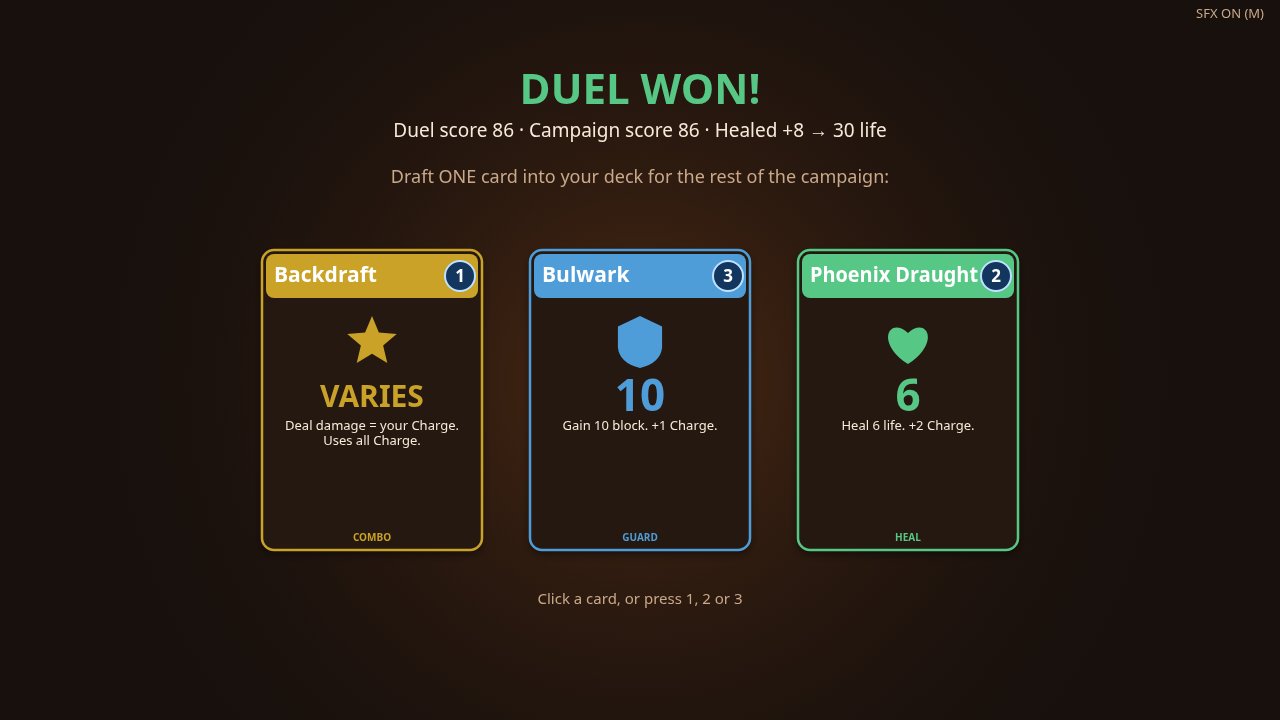 SFX ON (M)
DUEL WON!
Duel score 86 · Campaign score 86 · Healed +8 → 30 life
Draft ONE card into your deck for the rest of the campaign:
Backdraft 1
VARIES
Deal damage = your Charge.
Uses all Charge.
COMBO
Bulwark 3
10
Gain 10 block. +1 Charge.
GUARD
Phoenix Draught 2
6
Heal 6 life. +2 Charge.
HEAL
Click a card, or press 1, 2 or 3